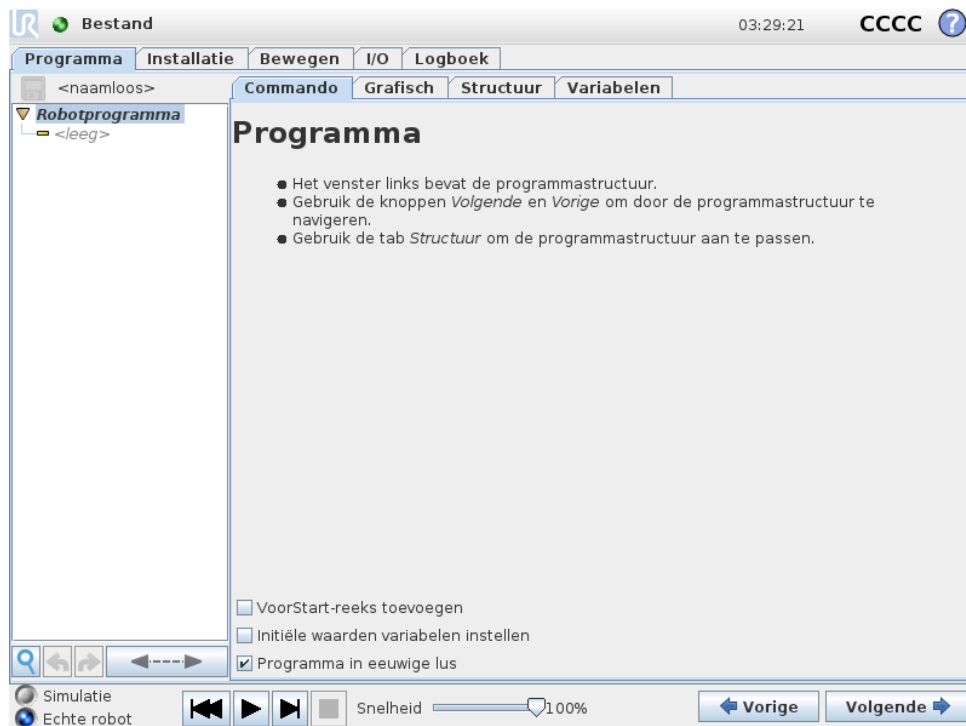 UR Bestand 03:29:21 CCCC ?
Programma Installatie Bewegen I/O Logboek
<naamloos>
Commando Grafisch Structuur Variabelen
Robotprogramma
<leeg>
Programma
Het venster links bevat de programmastructuur.
Gebruik de knoppen Volgende en Vorige om door de programmastructuur te
navigeren.
Gebruik de tab Structuur om de programmastructuur aan te passen.
VoorStart-reeks toevoegen
Initiële waarden variabelen instellen
Programma in eeuwige lus
Simulatie
Echte robot
Snelheid 100%
Vorige Volgende